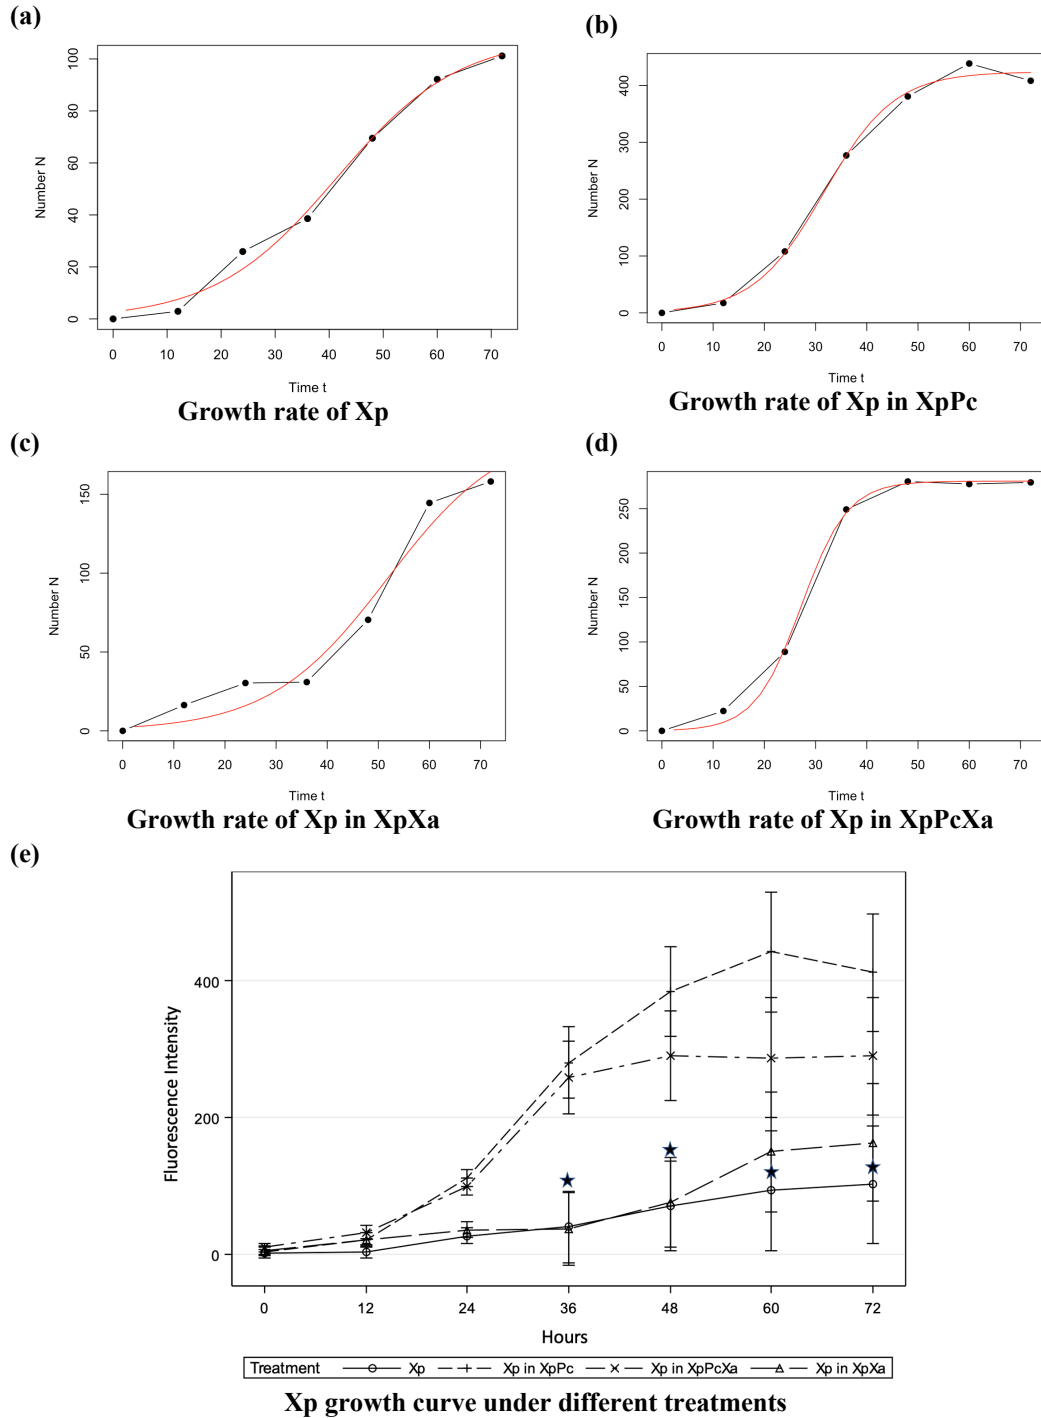 (a)
100
80
60
40
20
0
Number N
0 10 20 30 40 50 60 70
Time t
Growth rate of Xp
(b)
400
300
200
100
0
Number N
0 10 20 30 40 50 60 70
Time t
Growth rate of Xp in XpPc
(c)
150
100
50
0
Number N
0 10 20 30 40 50 60 70
Time t
Growth rate of Xp in XpXa
(d)
250
200
150
100
50
0
Number N
0 10 20 30 40 50 60 70
Time t
Growth rate of Xp in XpPcXa
(e)
400
200
0
Fluorescence Intensity
0 12 24 36 48 60 72
Hours
Treatment Xp Xp in XpPc Xp in XpPcXa Xp in XpXa
Xp growth curve under different treatments